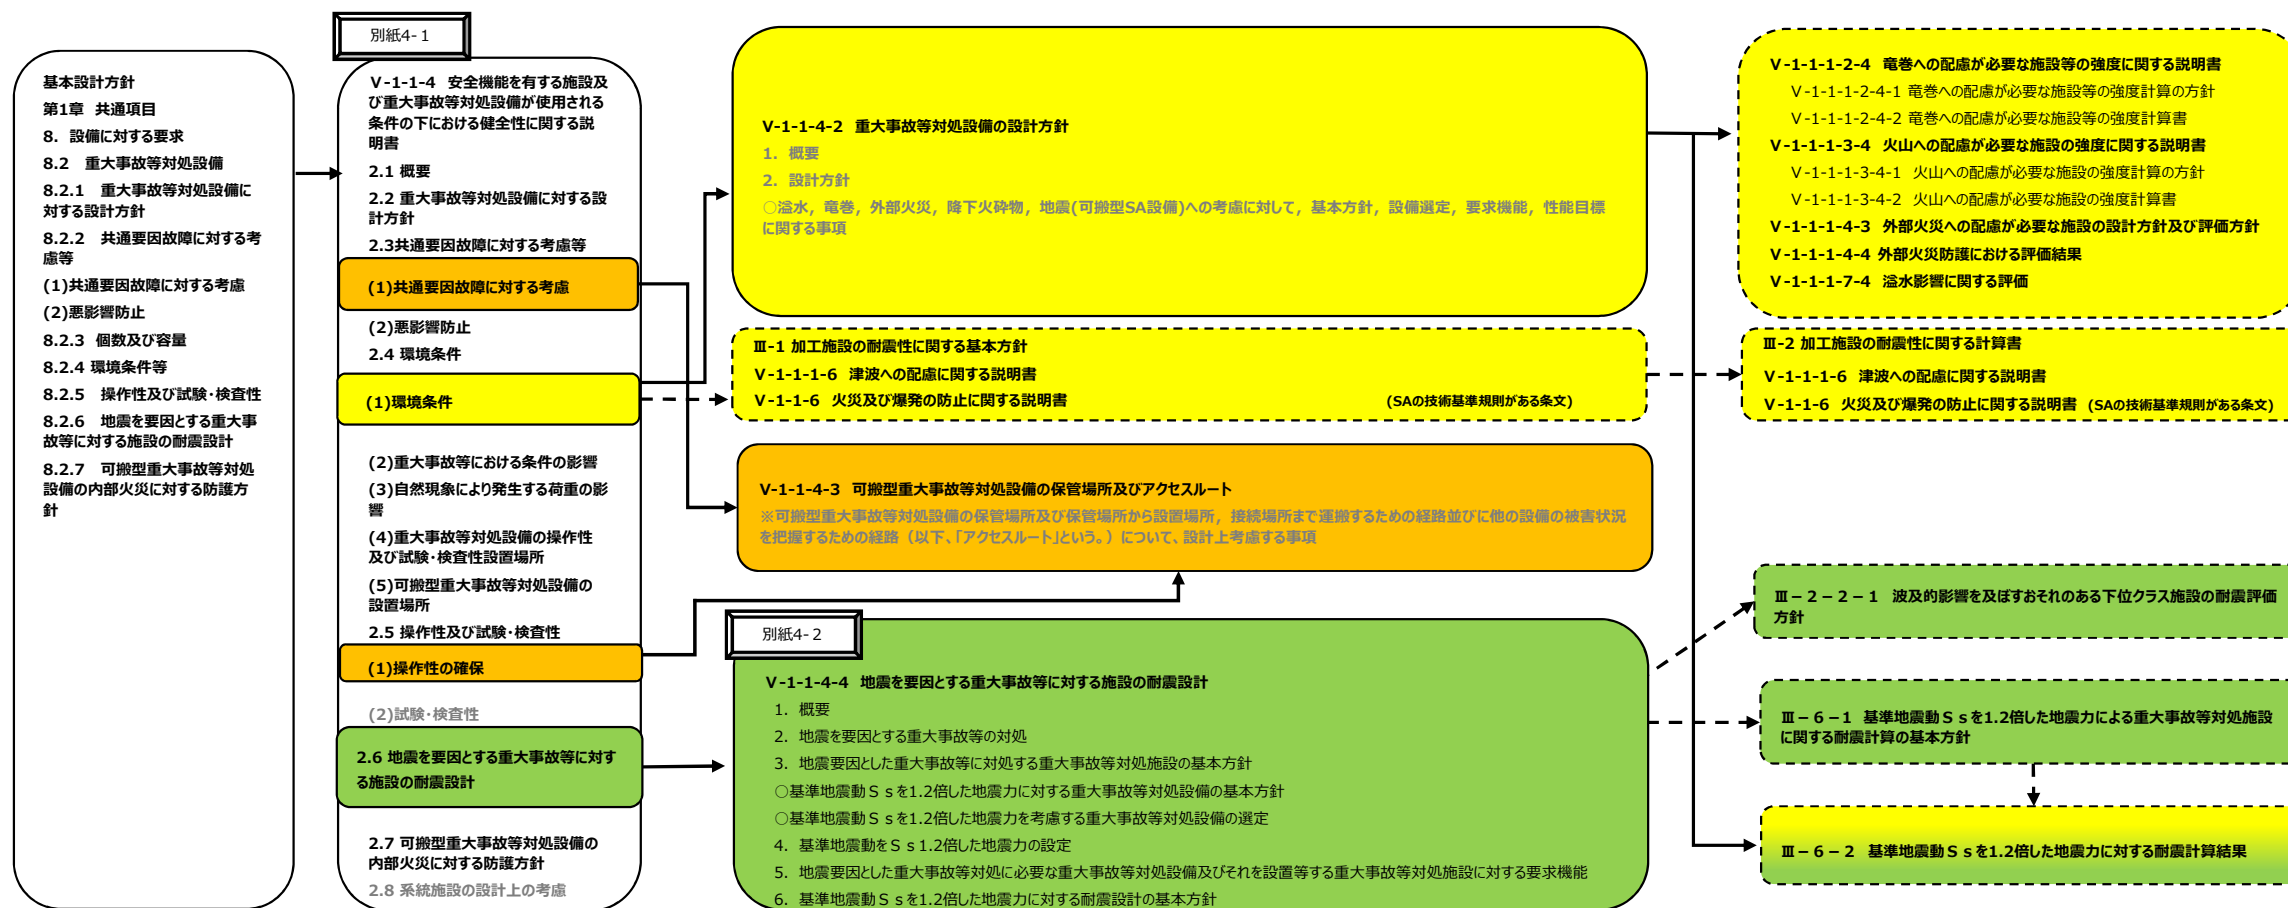 基本設計方針
第1章 共通項目
8. 設備に対する要求
8.2 重大事故等対処設備
8.2.1 重大事故等対処設備に
対する設計方針
8.2.2 共通要因故障に対する考
慮等
(1)共通要因故障に対する考慮
(2)悪影響防止
8.2.3 個数及び容量
8.2.4 環境条件等
8.2.5 操作性及び試験・検査性
8.2.6 地震を要因とする重大事
故等に対する施設の耐震設計
8.2.7 可搬型重大事故等対処
設備の内部火災に対する防護方
針
別紙4-1
Ⅴ-1-1-4 安全機能を有する施設及
び重大事故等対処設備が使用される
条件の下における健全性に関する説
明書
2.1 概要
2.2 重大事故等対処設備に対する設
計方針
2.3共通要因故障に対する考慮等
(1)共通要因故障に対する考慮
(2)悪影響防止
2.4 環境条件
(1)環境条件
(2)重大事故等における条件の影響
(3)自然現象により発生する荷重の影
響
(4)重大事故等対処設備の操作性
及び試験・検査性設置場所
(5)可搬型重大事故等対処設備の
設置場所
2.5 操作性及び試験・検査性
(1)操作性の確保
(2)試験・検査性
2.6 地震を要因とする重大事故等に対す
る施設の耐震設計
2.7 可搬型重大事故等対処設備の
内部火災に対する防護方針
2.8 系統施設の設計上の考慮
Ⅴ-1-1-4-2 重大事故等対処設備の設計方針
1. 概要
2. 設計方針
○溢水，竜巻，外部火災，降下火砕物，地震(可搬型SA設備)への考慮に対して，基本方針，設備選定，要求機能，性能目標
に関する事項
Ⅲ-1 加工施設の耐震性に関する基本方針
Ⅴ-1-1-1-6 津波への配慮に関する説明書
Ⅴ-1-1-6 火災及び爆発の防止に関する説明書 (SAの技術基準規則がある条文)
Ⅴ-1-1-4-3 可搬型重大事故等対処設備の保管場所及びアクセスルート
※可搬型重大事故等対処設備の保管場所及び保管場所から設置場所，接続場所まで運搬するための経路並びに他の設備の被害状況
を把握するための経路（以下、「アクセスルート」という。）について、設計上考慮する事項
別紙4-2
Ⅴ-1-1-4-4 地震を要因とする重大事故等に対する施設の耐震設計
1. 概要
2. 地震を要因とする重大事故等の対処
3. 地震要因とした重大事故等に対処する重大事故等対処施設の基本方針
○基準地震動Ｓｓを1.2倍した地震力に対する重大事故等対処設備の基本方針
○基準地震動Ｓｓを1.2倍した地震力を考慮する重大事故等対処設備の選定
4. 基準地震動をＳｓ1.2倍した地震力の設定
5. 地震要因とした重大事故等対処に必要な重大事故等対処設備及びそれを設置等する重大事故等対処施設に対する要求機能
6. 基準地震動Ｓｓを1.2倍した地震力に対する耐震設計の基本方針
Ⅴ-1-1-1-2-4 竜巻への配慮が必要な施設等の強度に関する説明書
Ⅴ-1-1-1-2-4-1 竜巻への配慮が必要な施設等の強度計算の方針
Ⅴ-1-1-1-2-4-2 竜巻への配慮が必要な施設等の強度計算書
Ⅴ-1-1-1-3-4 火山への配慮が必要な施設の強度に関する説明書
Ⅴ-1-1-1-3-4-1 火山への配慮が必要な施設の強度計算の方針
Ⅴ-1-1-1-3-4-2 火山への配慮が必要な施設の強度計算書
Ⅴ-1-1-1-4-3 外部火災への配慮が必要な施設の設計方針及び評価方針
Ⅴ-1-1-1-4-4 外部火災防護における評価結果
Ⅴ-1-1-1-7-4 溢水影響に関する評価
Ⅲ-2 加工施設の耐震性に関する計算書
Ⅴ-1-1-1-6 津波への配慮に関する説明書
Ⅴ-1-1-6 火災及び爆発の防止に関する説明書 (SAの技術基準規則がある条文)
Ⅲ－２－２－１ 波及的影響を及ぼすおそれのある下位クラス施設の耐震評価
方針
Ⅲ－６－１ 基準地震動Ｓｓを1.2倍した地震力による重大事故等対処施設
に関する耐震計算の基本方針
Ⅲ－６－２ 基準地震動Ｓｓを1.2倍した地震力に対する耐震計算結果